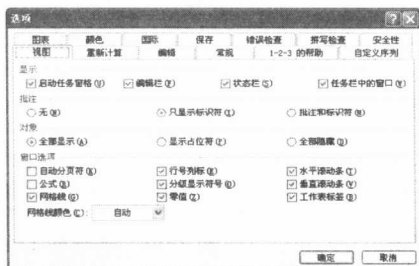 选项
图表 颜色 国际 保存 错误检查 拼写检查 安全性
视图 重新计算 编辑 常规 1-2-3 的帮助 自定义序列
显示
启动任务窗格(U) 编辑栏(F) 状态栏(S) 任务栏中的窗口(W)
批注
无(N) 只显示标识符(I) 批注和标识符(M)
对象
全部显示(A) 显示占位符(P) 全部隐藏(D)
窗口选项
自动分页符(K) 行号列标(E) 水平滚动条(T)
公式(R) 分级显示符号(O) 垂直滚动条(V)
网格线(G) 零值(Z) 工作表标签(B)
网格线颜色(C): 自动
确定 取消